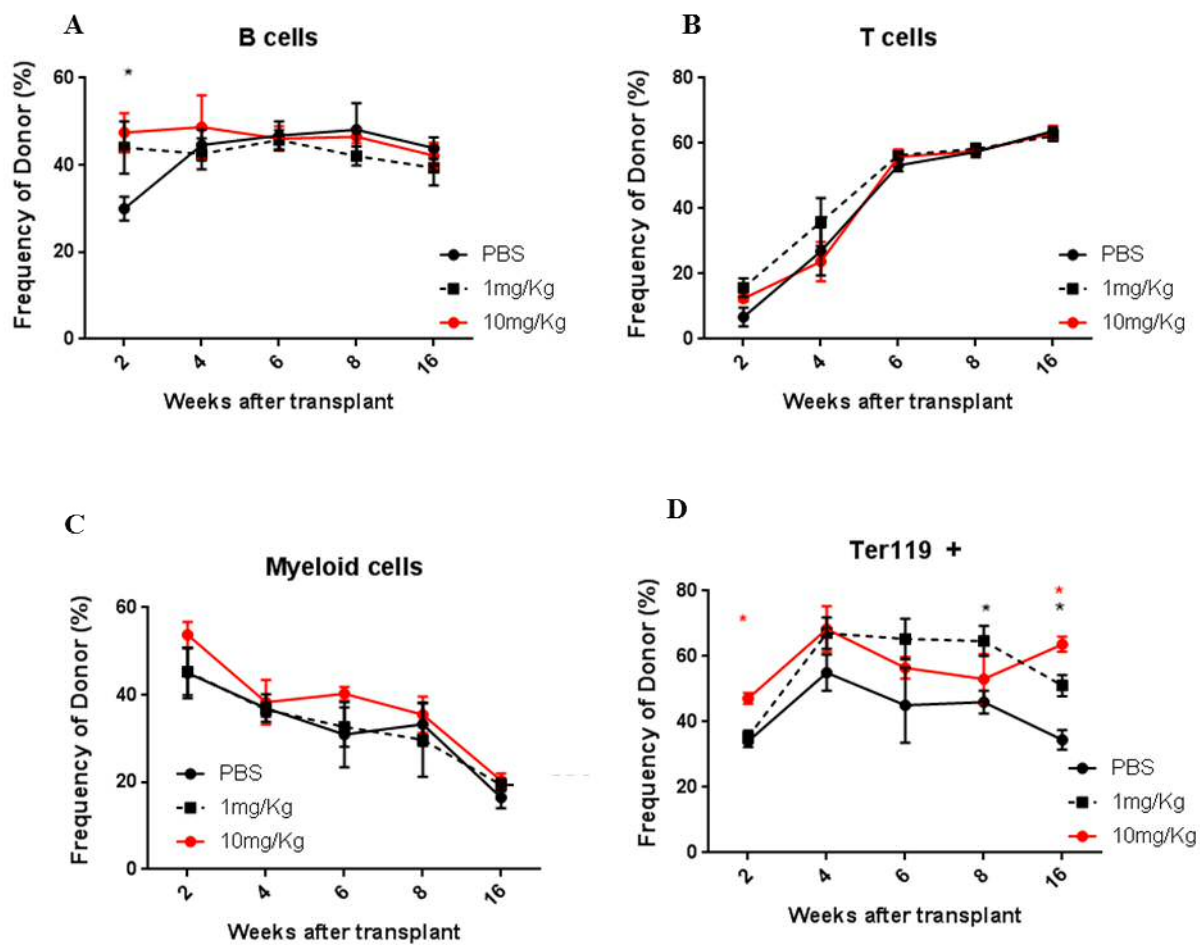 A
B cells
*
Frequency of Donor (%)
60
40
20
0
2
4
6
8
16
Weeks after transplant
PBS
1mg/Kg
10mg/Kg
B
T cells
Frequency of Donor (%)
80
60
40
20
0
2
4
6
8
16
Weeks after transplant
PBS
1mg/Kg
10mg/Kg
C
Myeloid cells
Frequency of Donor (%)
60
40
20
0
2
4
6
8
16
Weeks after transplant
PBS
1mg/Kg
10mg/Kg
D
Ter119 +
*
*
*
*
Frequency of Donor (%)
80
60
40
20
0
2
4
6
8
16
Weeks after transplant
PBS
1mg/Kg
10mg/Kg